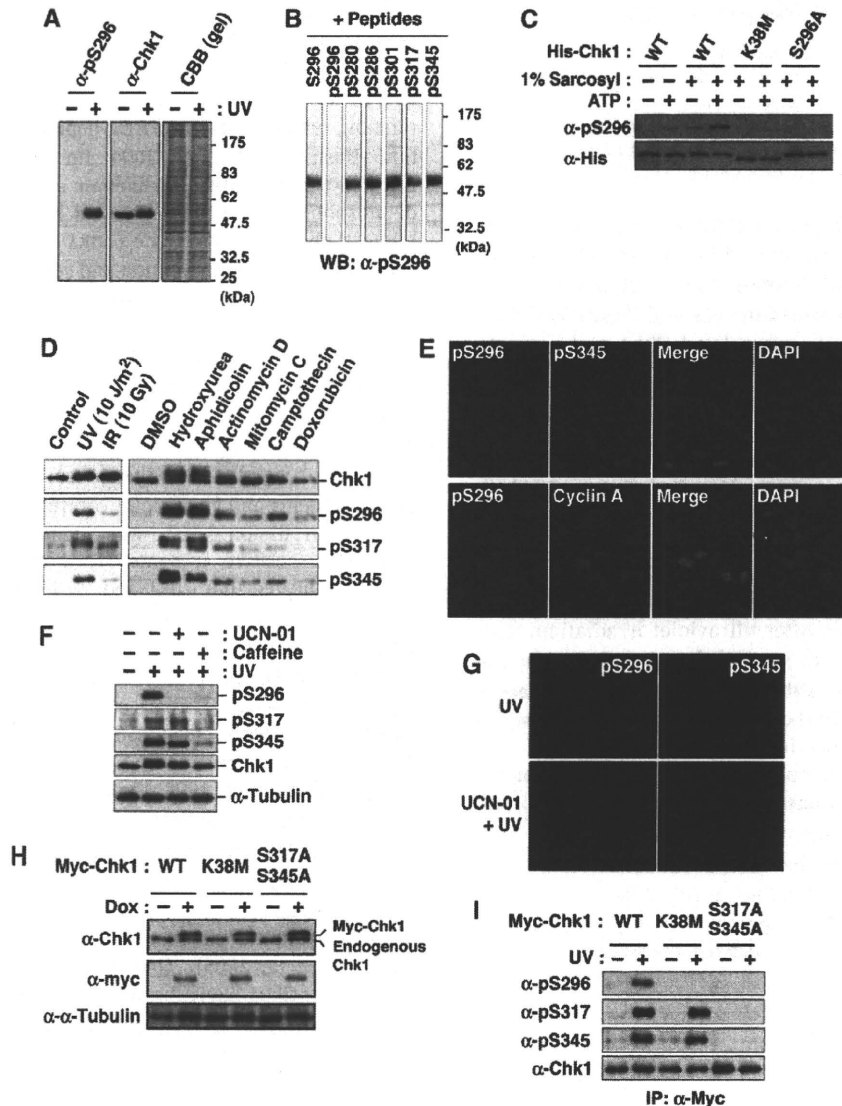 A
α-pS296
α-Chk1
CBB (gel)
– + – + – + : UV
175
83
62
47.5
32.5
25
(kDa)
B
+ Peptides
S296
pS296
pS280
pS286
pS301
pS317
pS345
175
83
62
47.5
32.5
(kDa)
WB: α-pS296
C
His-Chk1 : WT WT K38M S296A
1% Sarcosyl : – – + + + + + +
ATP : – + – + – + – +
α-pS296
α-His
D
Control
UV (10 J/m²)
IR (10 Gy)
DMSO
Hydroxyurea
Aphidicolin
Actinomycin D
Mitomycin C
Camptothecin
Doxorubicin
Chk1
pS296
pS317
pS345
E
pS296 pS345 Merge DAPI
pS296 Cyclin A Merge DAPI
F
– – + – : UCN-01
– – – + : Caffeine
– + + + : UV
pS296
pS317
pS345
Chk1
α-Tubulin
G
pS296 pS345
UV
UCN-01
+ UV
H
Myc-Chk1 : WT K38M S317A
S345A
Dox : – + – + – +
α-Chk1
Myc-Chk1
Endogenous
Chk1
α-myc
α-α-Tubulin
I
Myc-Chk1 : WT K38M S317A
S345A
UV : – + – + – +
α-pS296
α-pS317
α-pS345
α-Chk1
IP: α-Myc